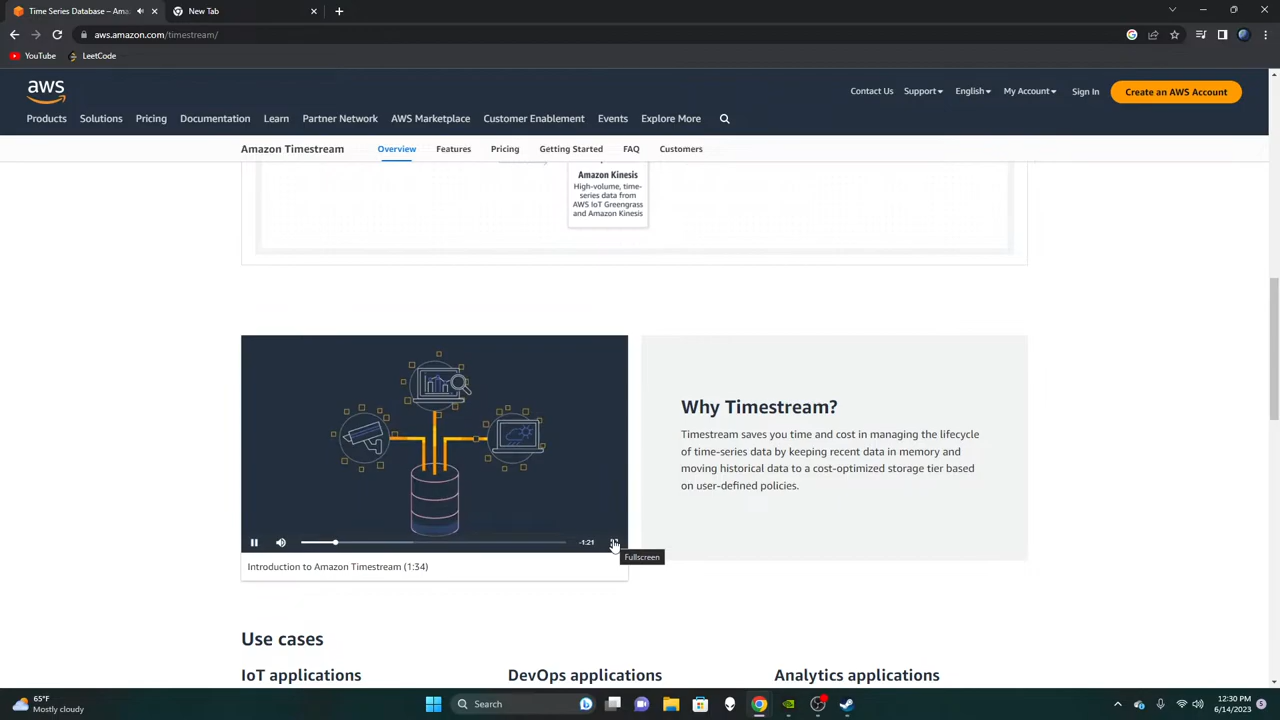 Time Series Database – Ama
New Tab
aws.amazon.com/timestream/
YouTube
LeetCode
aws
Contact Us
Support
English
My Account
Sign In
Create an AWS Account
Products
Solutions
Pricing
Documentation
Learn
Partner Network
AWS Marketplace
Customer Enablement
Events
Explore More
Amazon Timestream
Overview
Features
Pricing
Getting Started
FAQ
Customers
Amazon Kinesis
High-volume, time-
series data from
AWS IoT Greengrass
and Amazon Kinesis
-1:21
Fullscreen
Introduction to Amazon Timestream (1:34)
Why Timestream?
Timestream saves you time and cost in managing the lifecycle
of time-series data by keeping recent data in memory and
moving historical data to a cost-optimized storage tier based
on user-defined policies.
Use cases
IoT applications
DevOps applications
Analytics applications
65°F
Mostly cloudy
Search
12:30 PM
6/14/2023